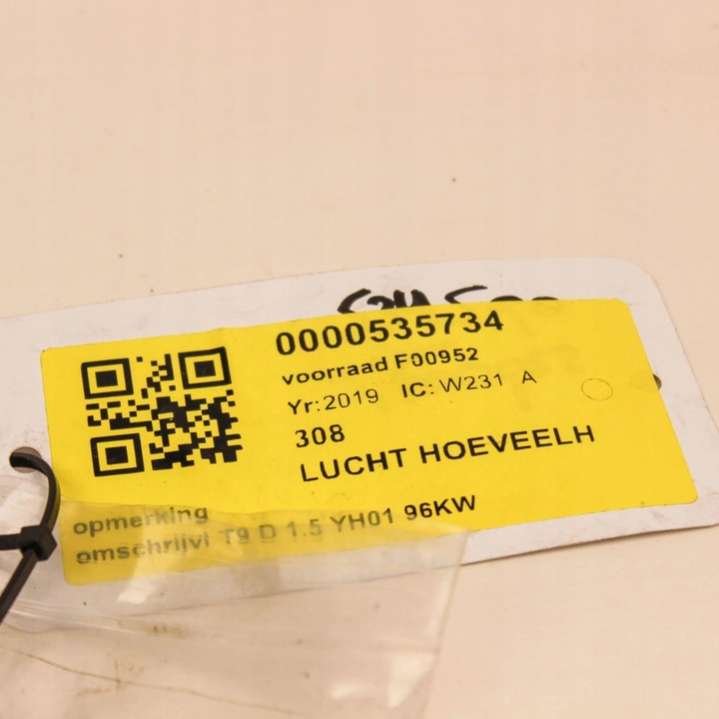 0000535734
voorraad F00952
Yr:2019 IC:W231 A
308
LUCHT HOEVEELH
opmerking
omschrijvi T9 D 1.5 YH01 96KW